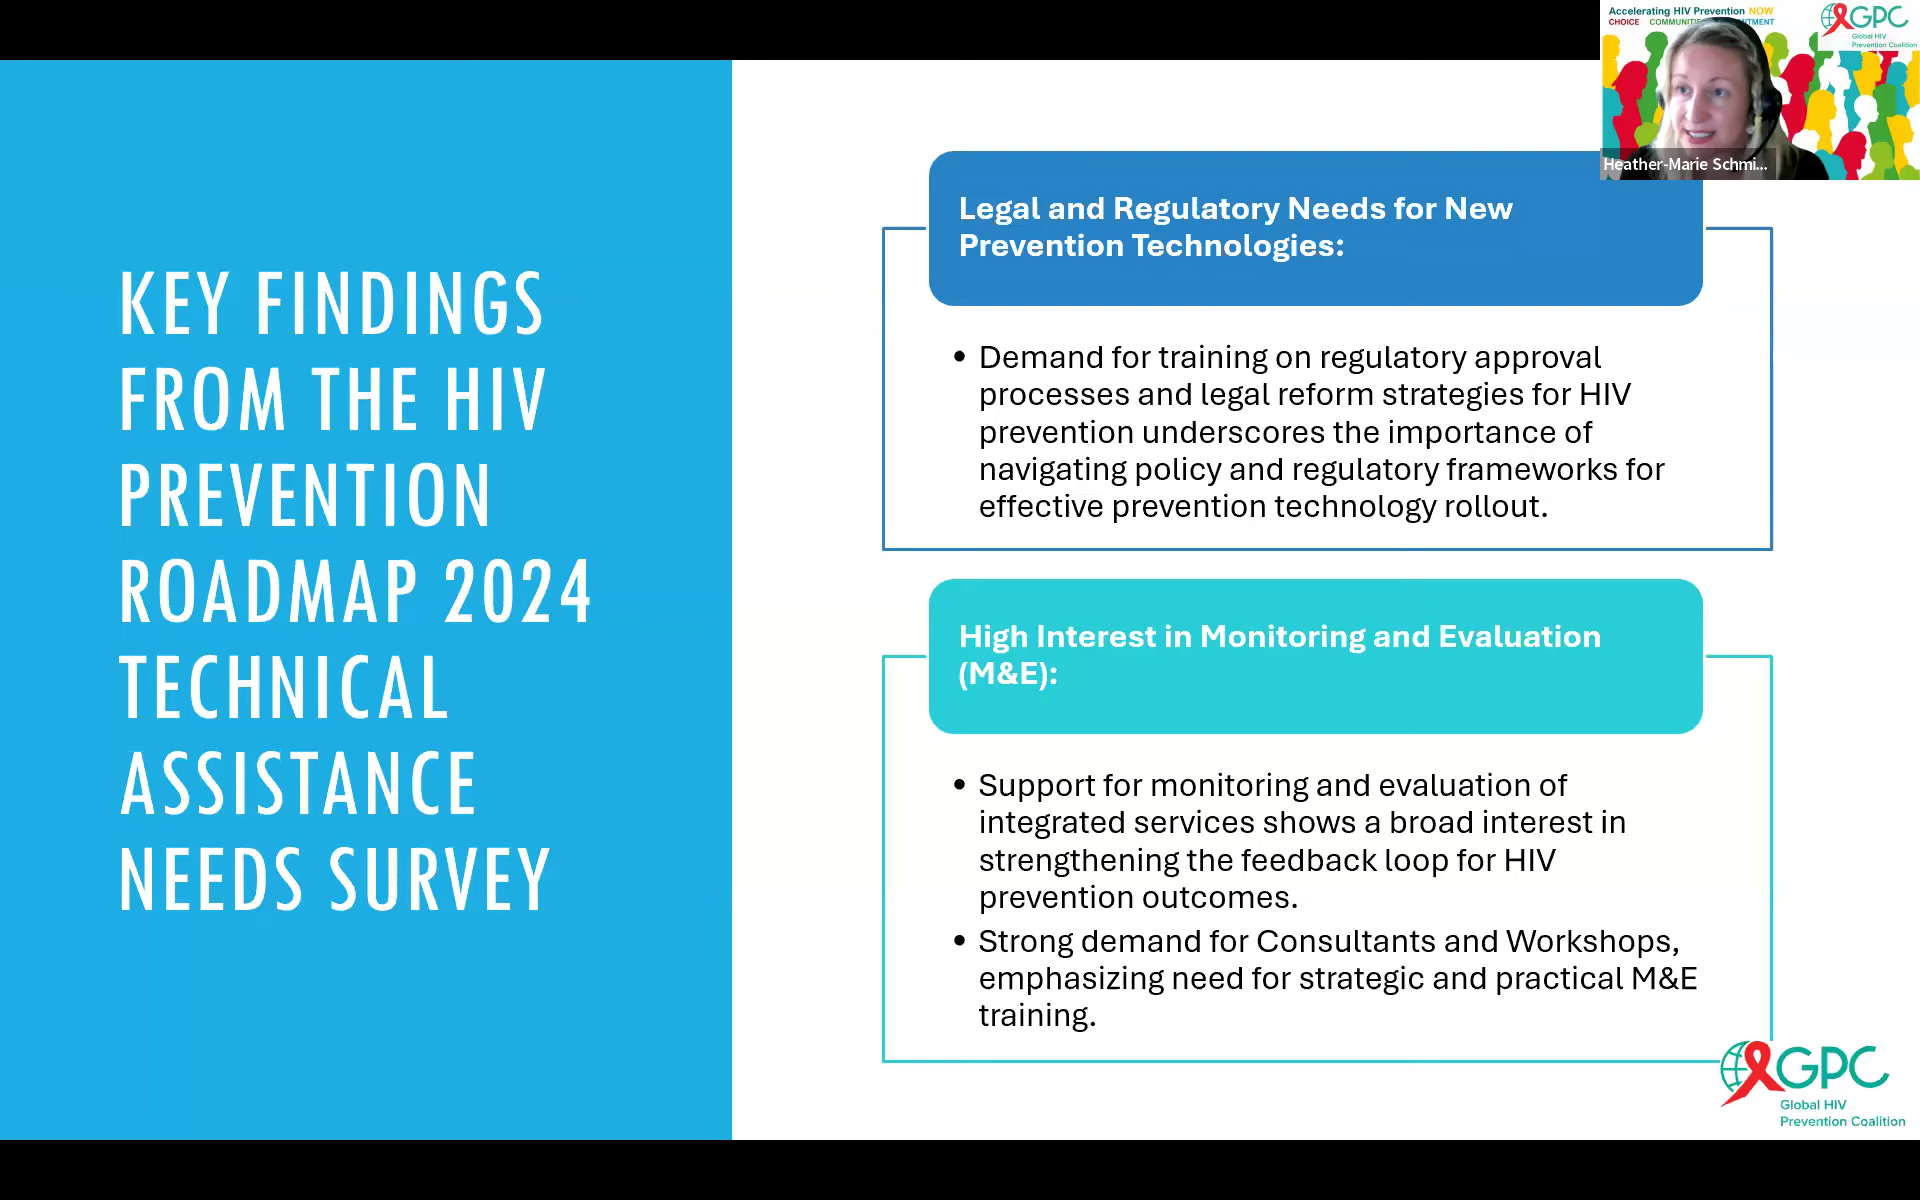 KEY FINDINGS
FROM THE HIV
PREVENTION
ROADMAP 2024
TECHNICAL
ASSISTANCE
NEEDS SURVEY
Legal and Regulatory Needs for New
Prevention Technologies:
• Demand for training on regulatory approval
processes and legal reform strategies for HIV
prevention underscores the importance of
navigating policy and regulatory frameworks for
effective prevention technology rollout.
High Interest in Monitoring and Evaluation
(M&E):
• Support for monitoring and evaluation of
integrated services shows a broad interest in
strengthening the feedback loop for HIV
prevention outcomes.
• Strong demand for Consultants and Workshops,
emphasizing need for strategic and practical M&E
training.
GPC
Global HIV
Prevention Coalition
Accelerating HIV Prevention NOW
CHOICE
GPC
Global HIV
Prevention Coalition
Heather-Marie Schmi...